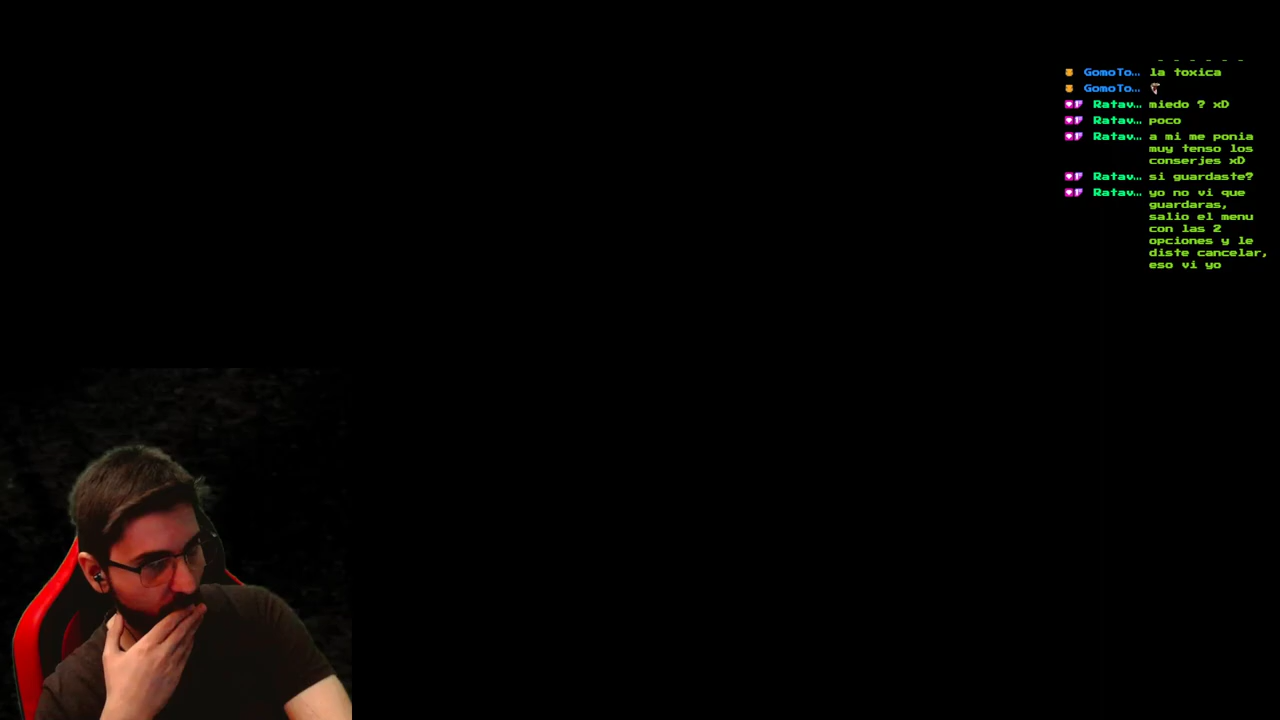 GomoTo… la toxica
GomoTo…
Ratav… miedo ? xD
Ratav… poco
Ratav… a mi me ponia
muy tenso los
conserjes xD
Ratav… si guardaste?
Ratav… yo no vi que
guardaras,
salio el menu
con las 2
opciones y le
diste cancelar,
eso vi yo